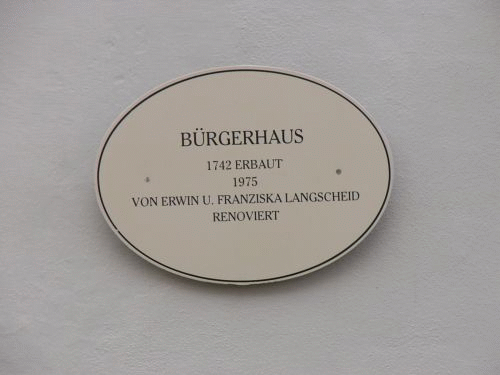 BÜRGERHAUS
1742 ERBAUT
1975
VON ERWIN U. FRANZISKA LANGSCHEID
RENOVIERT